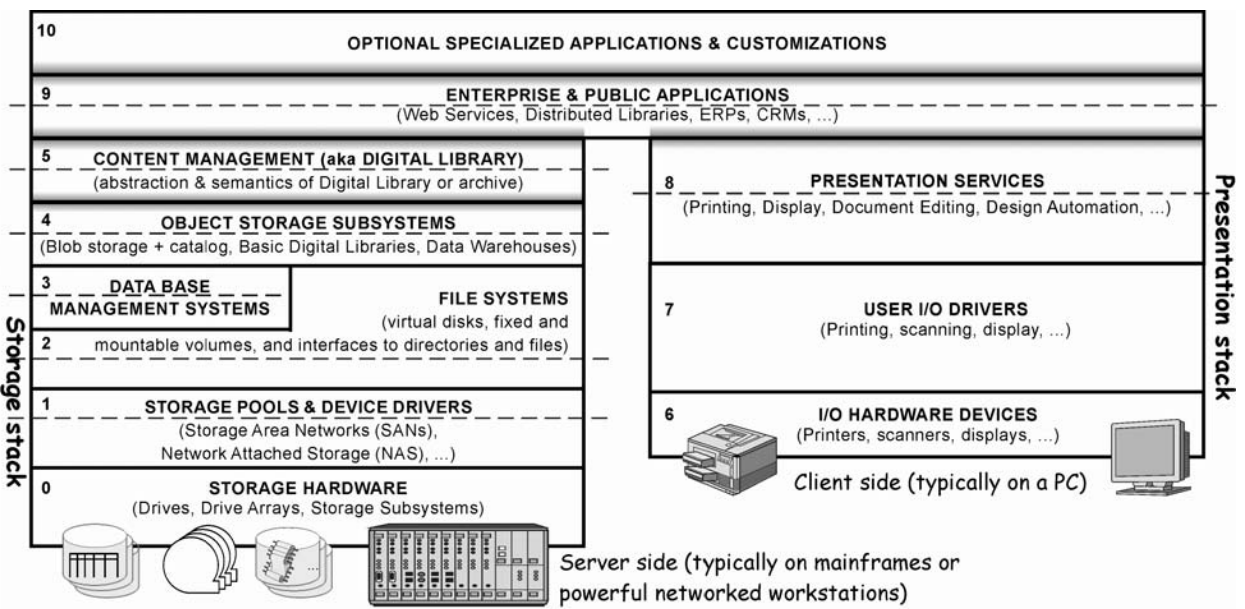 10
OPTIONAL SPECIALIZED APPLICATIONS & CUSTOMIZATIONS
9
ENTERPRISE & PUBLIC APPLICATIONS
(Web Services, Distributed Libraries, ERPs, CRMs, ...)
5
CONTENT MANAGEMENT (aka DIGITAL LIBRARY)
(abstraction & semantics of Digital Library or archive)
4
OBJECT STORAGE SUBSYSTEMS
(Blob storage + catalog, Basic Digital Libraries, Data Warehouses)
3
DATA BASE
MANAGEMENT SYSTEMS
FILE SYSTEMS
(virtual disks, fixed and
2
mountable volumes, and interfaces to directories and files)
1
STORAGE POOLS & DEVICE DRIVERS
(Storage Area Networks (SANs),
Network Attached Storage (NAS), ...)
0
STORAGE HARDWARE
(Drives, Drive Arrays, Storage Subsystems)
Storage stack
8
PRESENTATION SERVICES
(Printing, Display, Document Editing, Design Automation, ...)
7
USER I/O DRIVERS
(Printing, scanning, display, ...)
6
I/O HARDWARE DEVICES
(Printers, scanners, displays, ...)
Presentation stack
Client side (typically on a PC)
Server side (typically on mainframes or
powerful networked workstations)